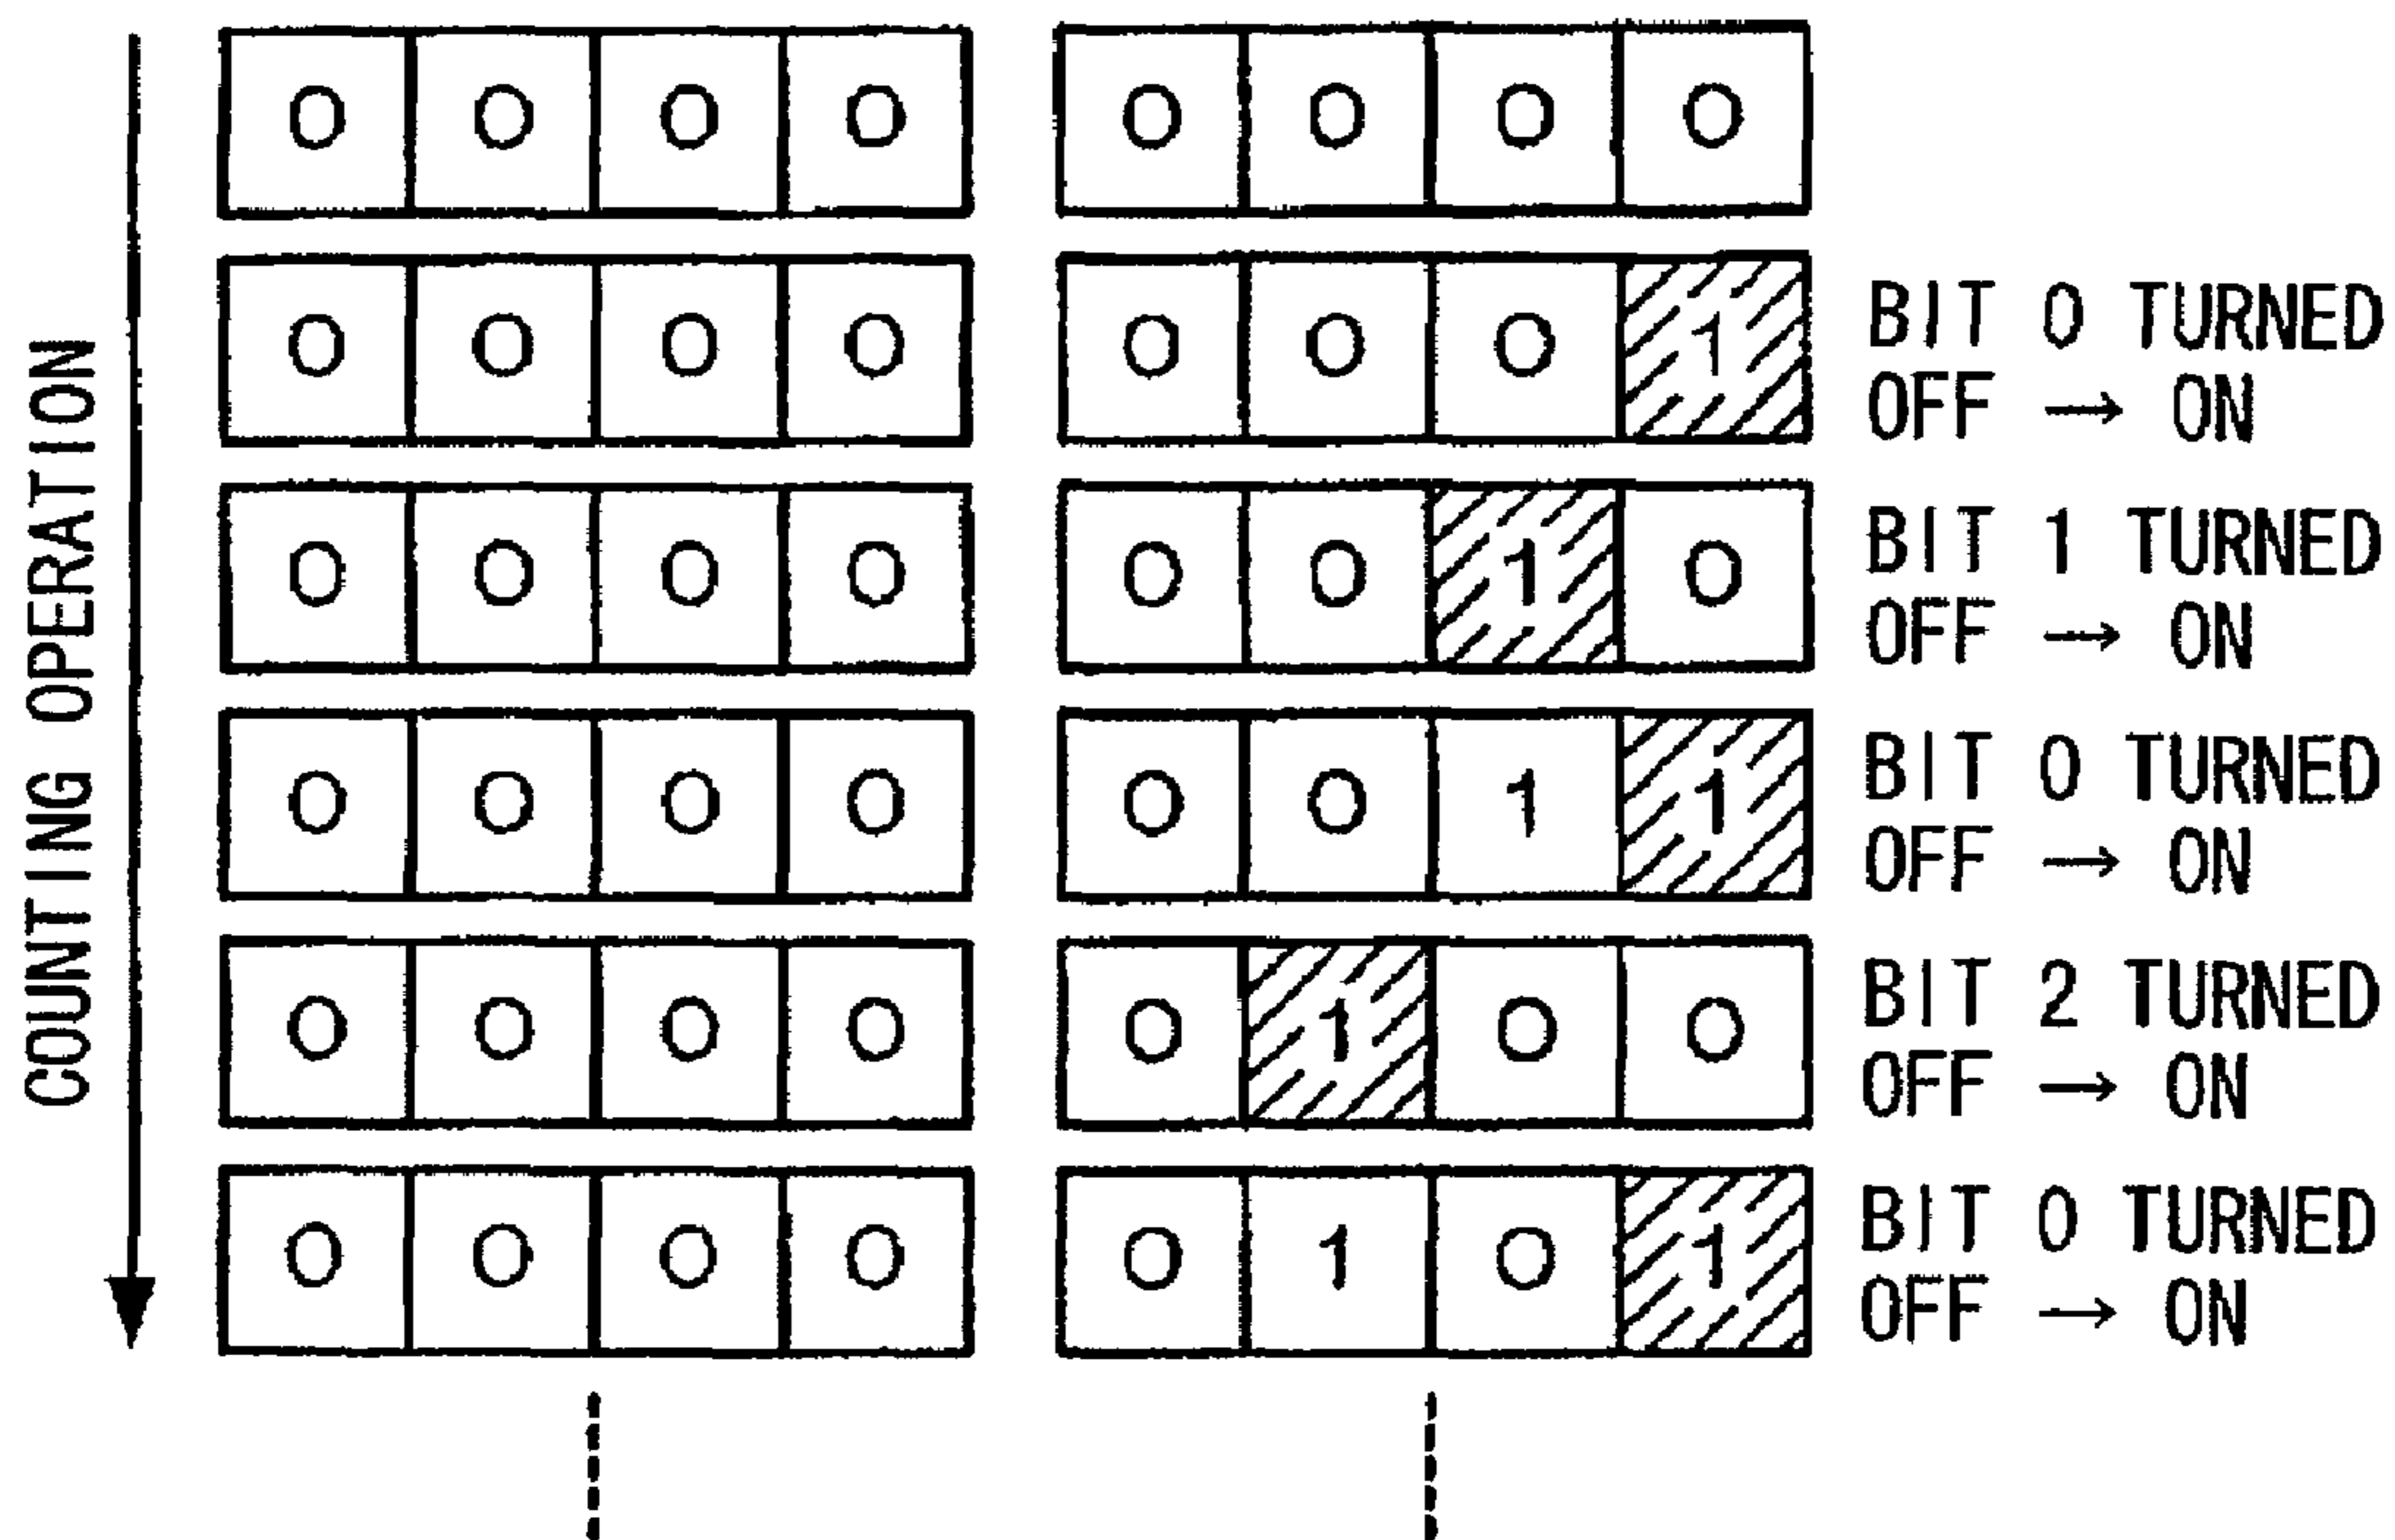 COUNTING OPERATION
0 0 0 0 0 0 0 0
0 0 0 0 0 0 0 1 BIT 0 TURNED
OFF → ON
0 0 0 0 0 0 1 0 BIT 1 TURNED
OFF → ON
0 0 0 0 0 0 1 1 BIT 0 TURNED
OFF → ON
0 0 0 0 0 1 0 0 BIT 2 TURNED
OFF → ON
0 0 0 0 0 1 0 1 BIT 0 TURNED
OFF → ON